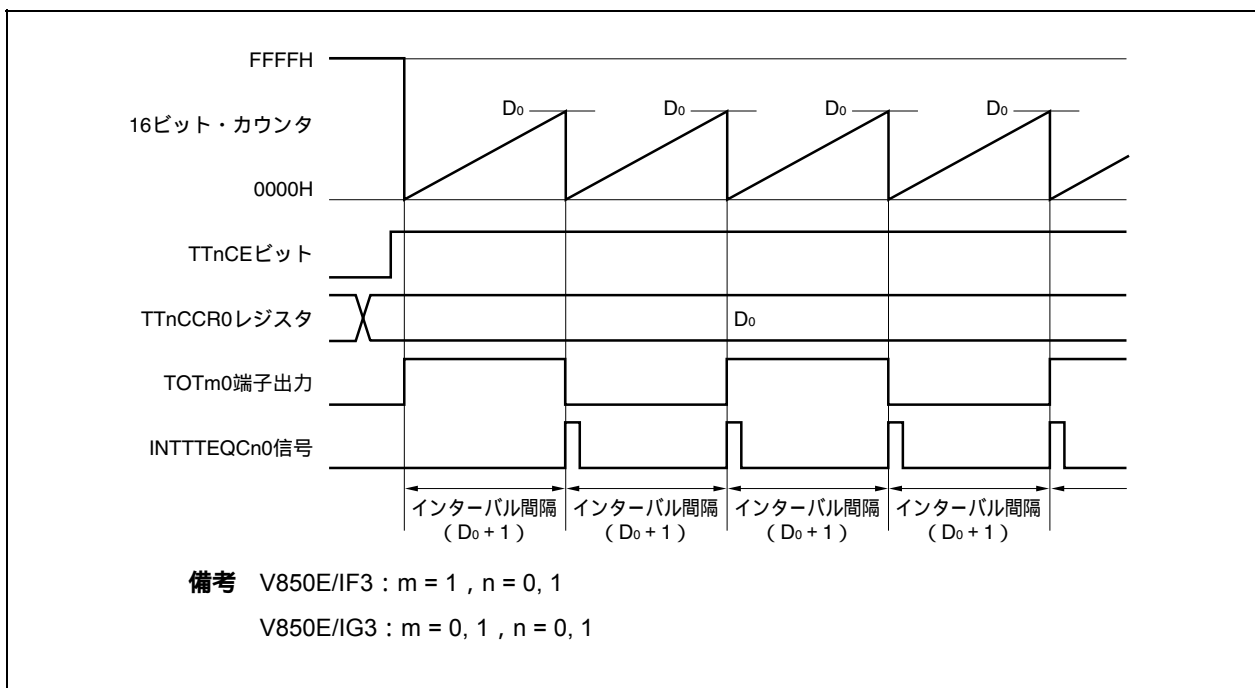 FFFFH
16ビット・カウンタ
D0 D0 D0 D0
0000H
TTnCEビット
TTnCCR0レジスタ
D0
TOTm0端子出力
INTTTEQCn0信号
インターバル間隔 インターバル間隔 インターバル間隔 インターバル間隔
（D0＋1） （D0＋1） （D0＋1） （D0＋1）
備考 V850E/IF3：m = 1，n = 0, 1
V850E/IG3：m = 0, 1，n = 0, 1